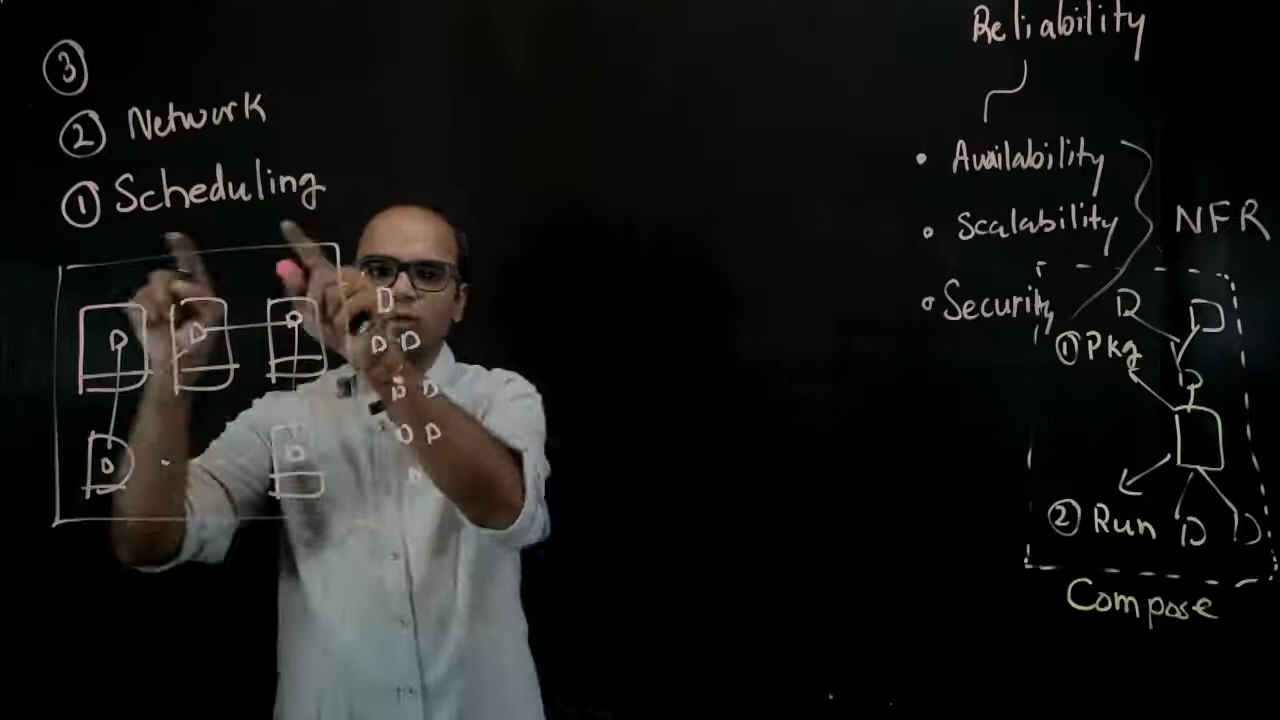 ③
② Network
① Scheduling
D D D
D D
D
D D
D D
D D
D
Reliability
• Availability
• Scalability
• Security
NFR
D D
① Pkg
D
② Run D D
Compose